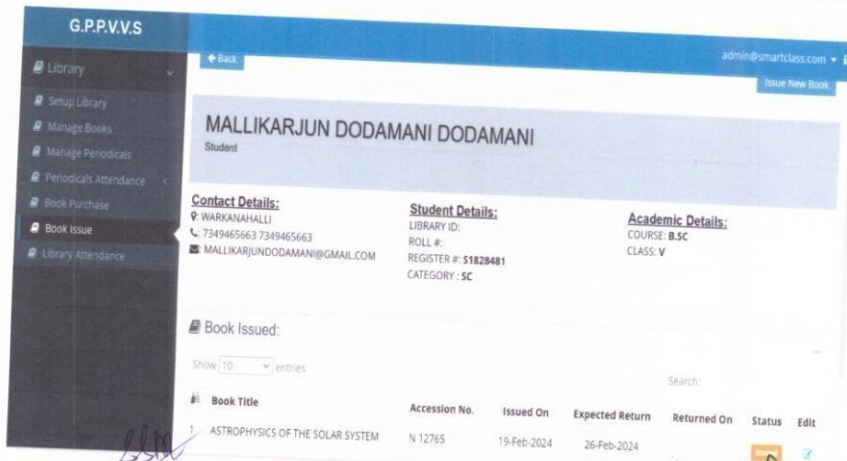 G.P.P.V.V.S
admin@smartclass.com
Library
Back
Issue New Book
Setup Library
Manage Books
Manage Periodicals
Periodicals Attendance
Book Purchase
Book Issue
Library Attendance
MALLIKARJUN DODAMANI DODAMANI
Student
Contact Details:
: WARKANAHALLI
: 7349465663 7349465663
: MALLIKARJUNDODAMANI@GMAIL.COM
Student Details:
LIBRARY ID:
ROLL #:
REGISTER #: S1828481
CATEGORY : SC
Academic Details:
COURSE: B.SC
CLASS: V
Book Issued:
Show 10 entries
Search:
Book Title Accession No. Issued On Expected Return Returned On Status Edit
1 ASTROPHYSICS OF THE SOLAR SYSTEM N 12765 19-Feb-2024 26-Feb-2024